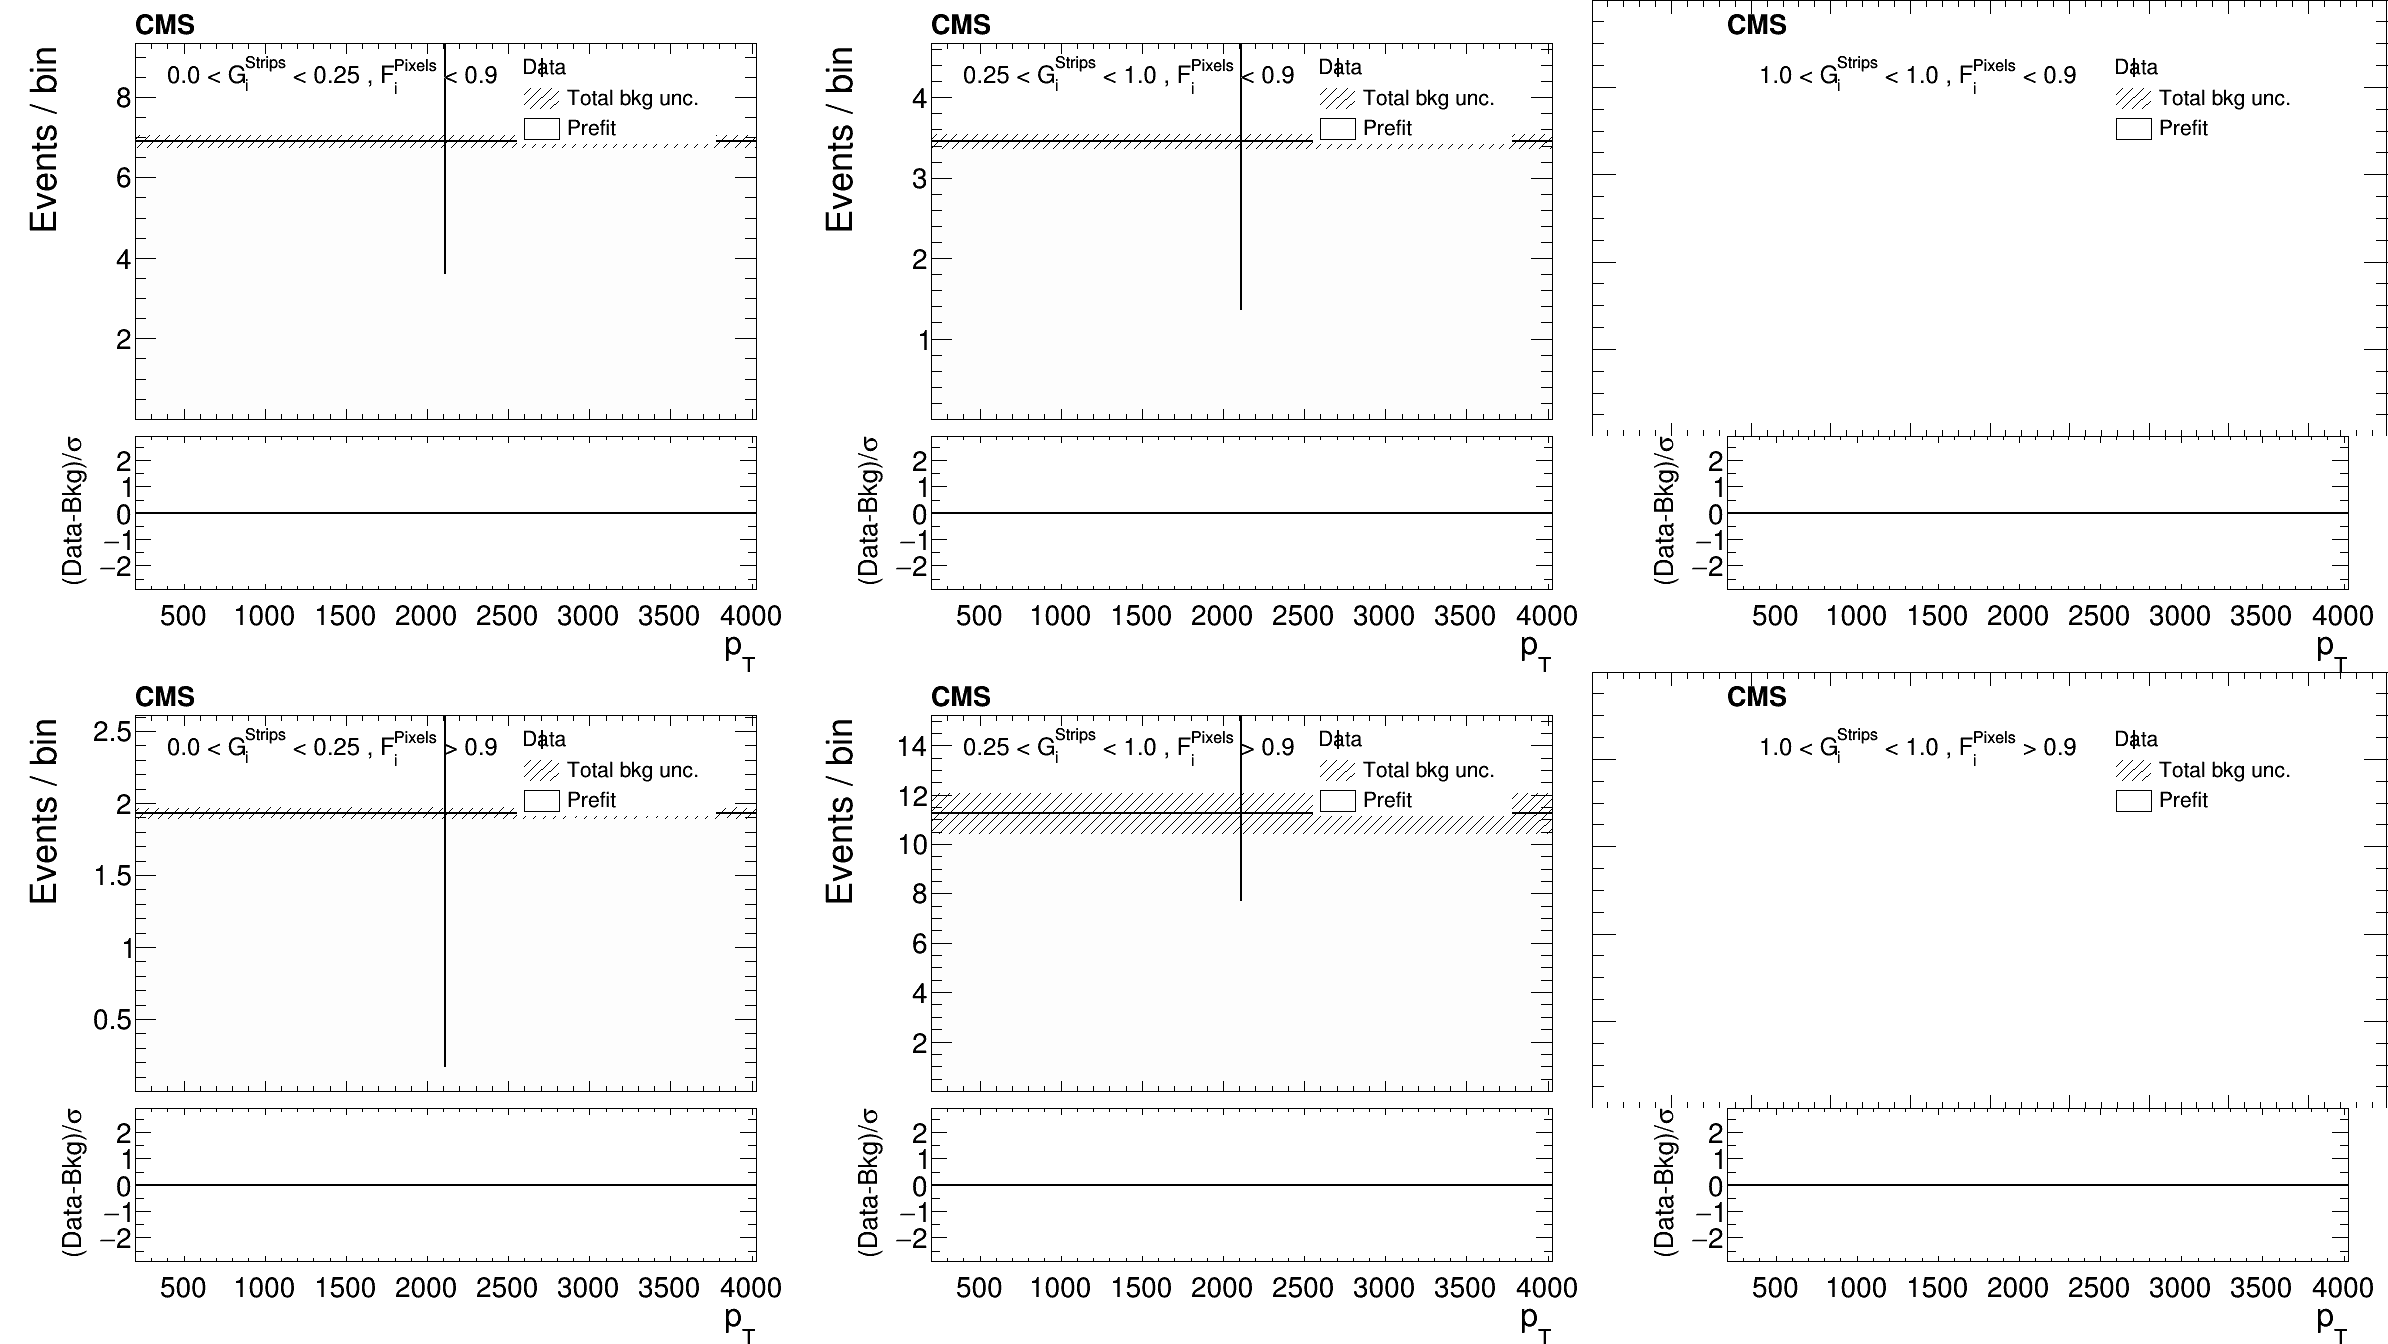 CMS
0.0 < G_i^Strips < 0.25 , F_i^Pixels < 0.9
Data
Total bkg unc.
Prefit
Events / bin
8
6
4
2
(Data-Bkg)/σ
2
1
0
−1
−2
500 1000 1500 2000 2500 3000 3500 4000
p_T
CMS
0.25 < G_i^Strips < 1.0 , F_i^Pixels < 0.9
Data
Total bkg unc.
Prefit
Events / bin
4
3
2
1
(Data-Bkg)/σ
2
1
0
−1
−2
500 1000 1500 2000 2500 3000 3500 4000
p_T
CMS
1.0 < G_i^Strips < 1.0 , F_i^Pixels < 0.9
Data
Total bkg unc.
Prefit
(Data-Bkg)/σ
2
1
0
−1
−2
500 1000 1500 2000 2500 3000 3500 4000
p_T
CMS
0.0 < G_i^Strips < 0.25 , F_i^Pixels > 0.9
Data
Total bkg unc.
Prefit
Events / bin
2.5
2
1.5
1
0.5
(Data-Bkg)/σ
2
1
0
−1
−2
500 1000 1500 2000 2500 3000 3500 4000
p_T
CMS
0.25 < G_i^Strips < 1.0 , F_i^Pixels > 0.9
Data
Total bkg unc.
Prefit
Events / bin
14
12
10
8
6
4
2
(Data-Bkg)/σ
2
1
0
−1
−2
500 1000 1500 2000 2500 3000 3500 4000
p_T
CMS
1.0 < G_i^Strips < 1.0 , F_i^Pixels > 0.9
Data
Total bkg unc.
Prefit
(Data-Bkg)/σ
2
1
0
−1
−2
500 1000 1500 2000 2500 3000 3500 4000
p_T